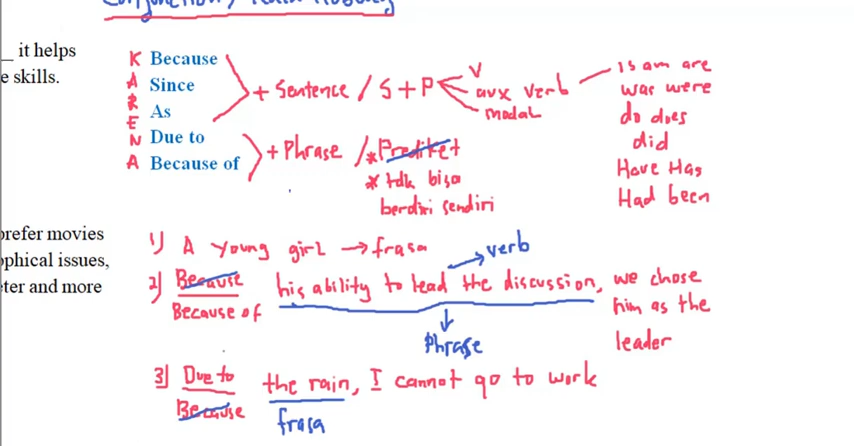 it helps
e skills.
K Because
A Since
R
E As
N Due to
A Because of
+ Sentence / S + P
V
aux verb
modal
is am are
was were
do does
did
Have Has
Had been
+ Phrase / * Prediket
* tdk bisa
berdiri sendiri
prefer movies
phical issues,
ter and more
1) A young girl → frasa
verb
2) Because his ability to lead the discussion, we chose
Because of him as the
leader
Phrase
3) Due to the rain, I cannot go to work
Because
frasa